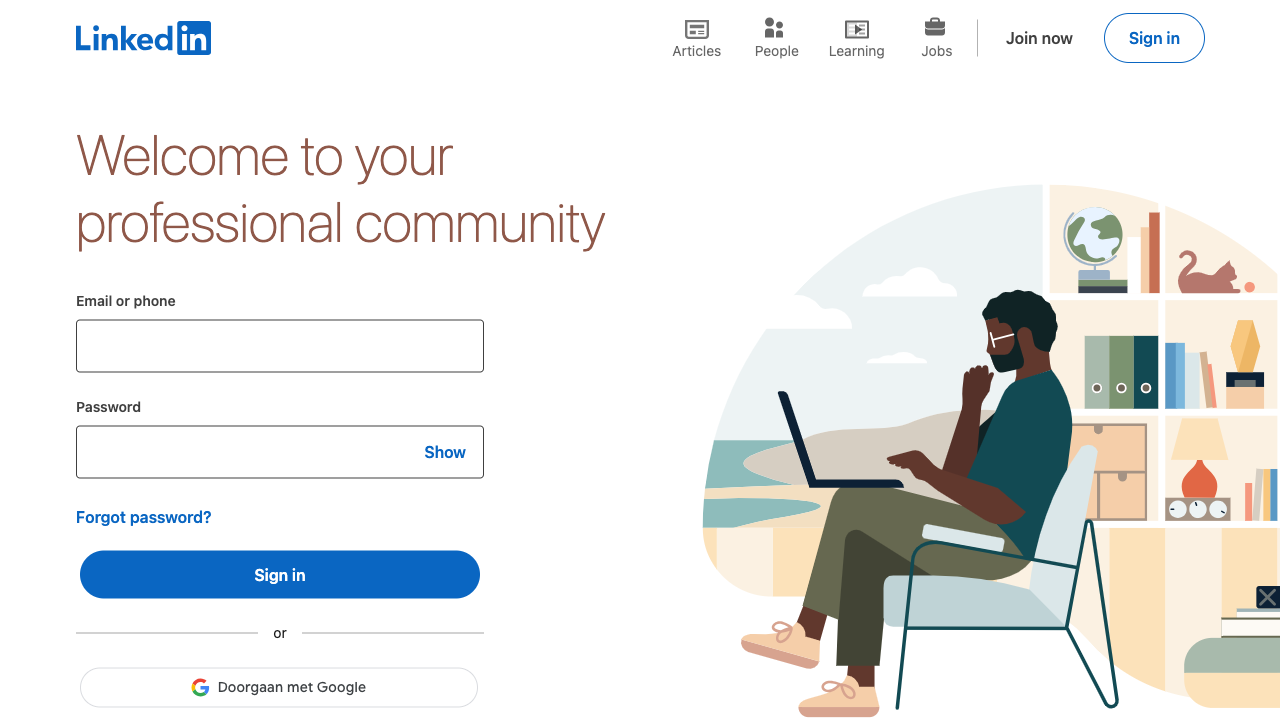 Linkedin
Articles
People
Learning
Jobs
Join now
Sign in
Welcome to your
professional community
Email or phone
Password
Show
Forgot password?
Sign in
or
Doorgaan met Google